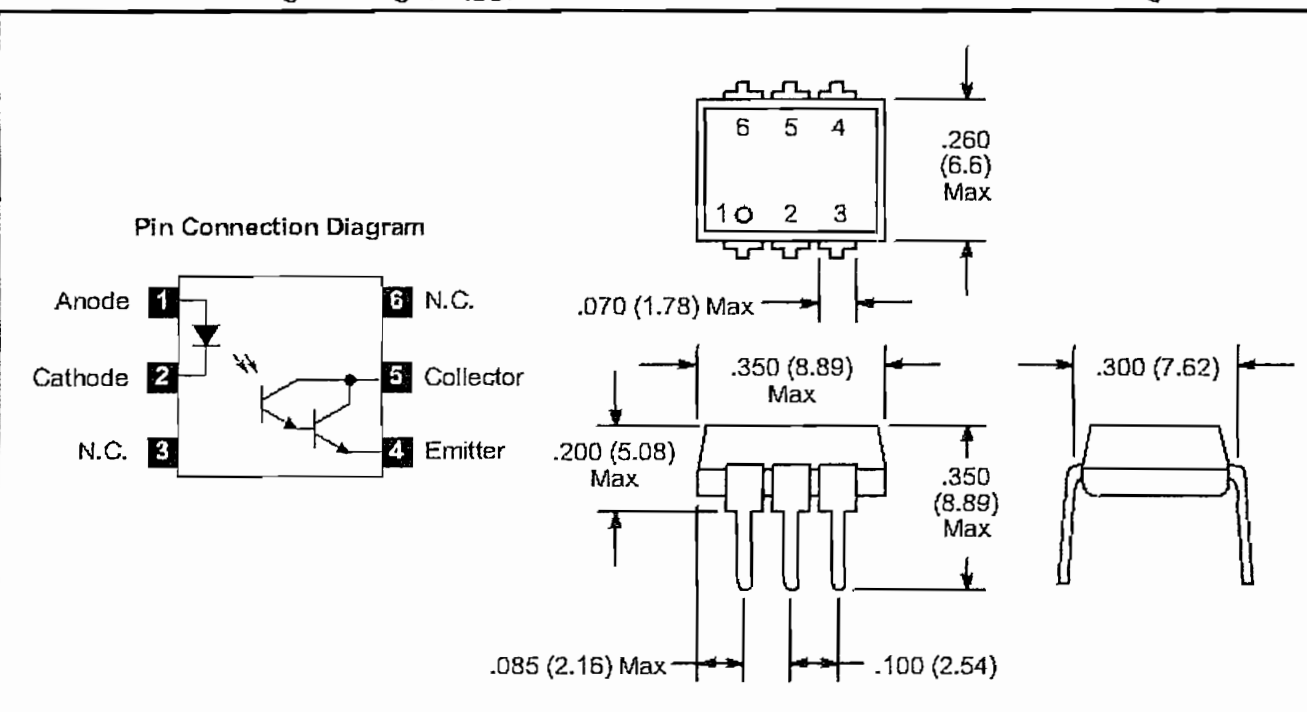 Pin Connection Diagram
Anode 1
6 N.C.
Cathode 2
5 Collector
N.C. 3
4 Emitter
6 5 4
1 2 3
.260
(6.6)
Max
.070 (1.78) Max
.350 (8.89)
Max
.300 (7.62)
.200 (5.08)
Max
.350
(8.89)
Max
.085 (2.16) Max
.100 (2.54)